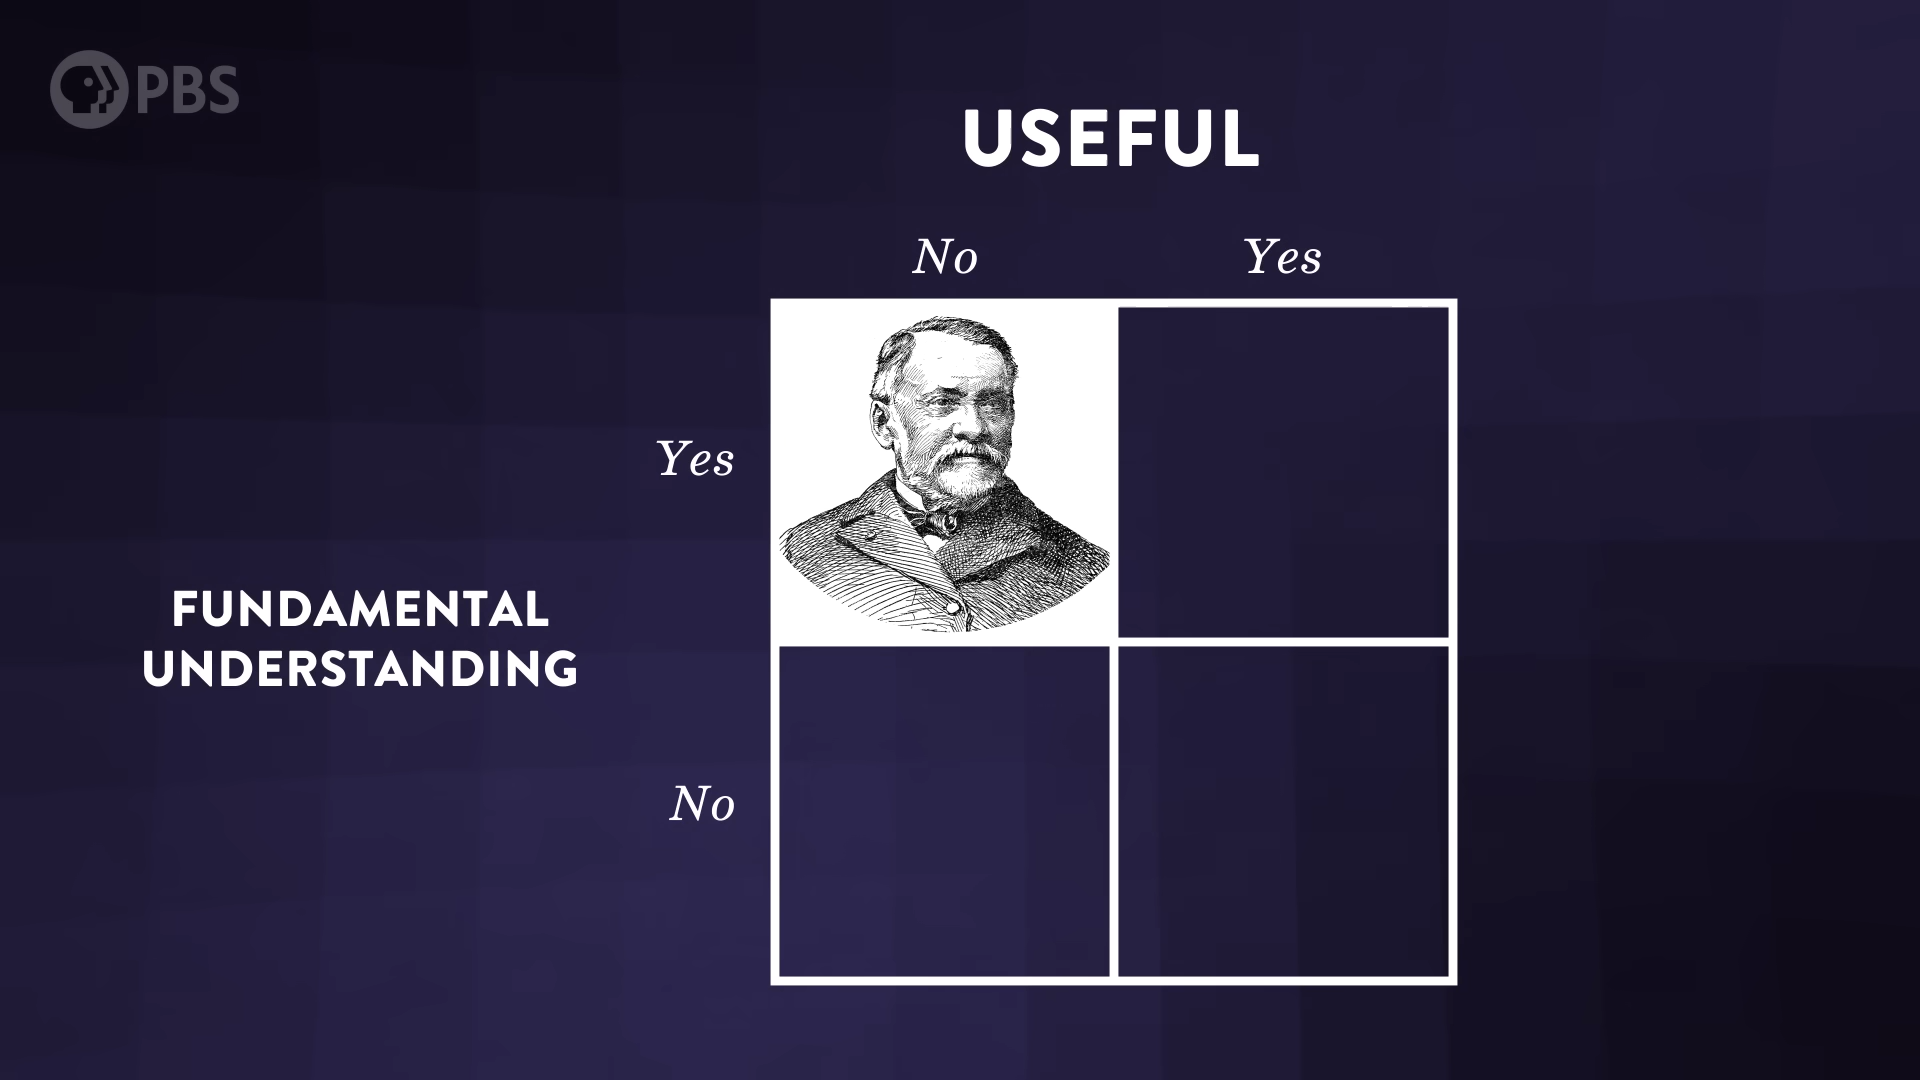 PBS
USEFUL
No Yes
Yes
FUNDAMENTAL
UNDERSTANDING
No